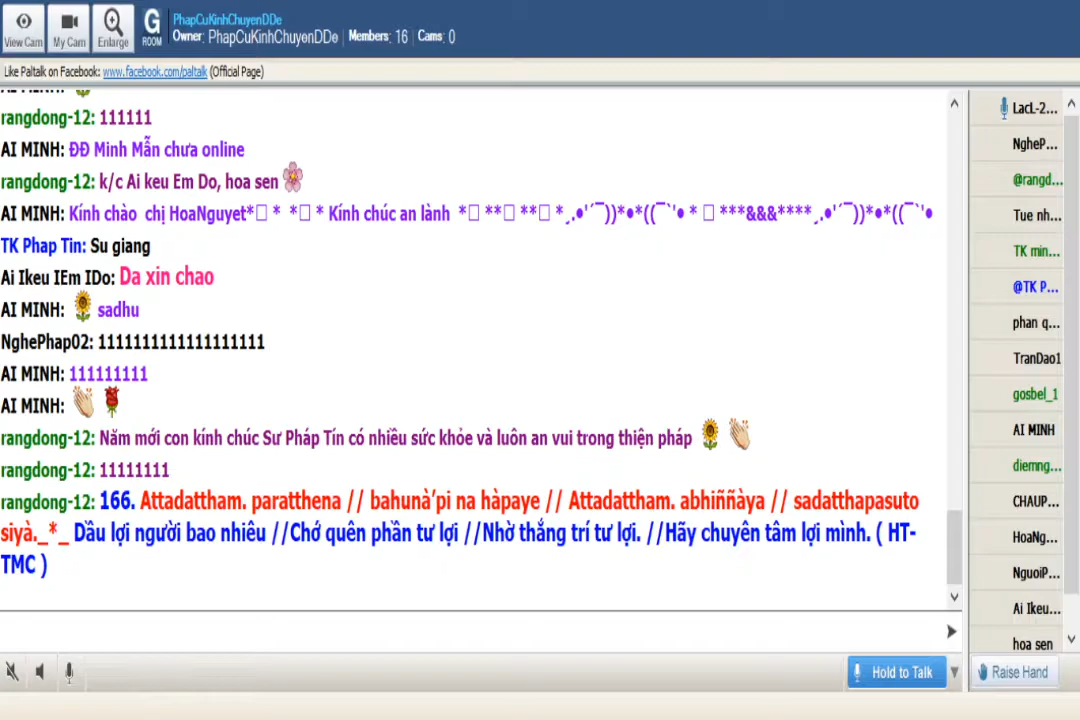 View Cam
My Cam
Enlarge
G
ROOM
PhapCuKinhChuyenDDe
Owner: PhapCuKinhChuyenDDe Members: 16 Cams: 0
Like Paltalk on Facebook: www.facebook.com/paltalk (Official Page)
rangdong-12: 111111
AI MINH: ĐĐ Minh Mẫn chưa online
rangdong-12: k/c Ai keu Em Do, hoa sen
AI MINH: Kính chào chị HoaNguyet*□ * *□ * Kính chúc an lành *□ **□ **□ *¸.•'´¯))*•*((¯`'• * □ ***&&&****¸.•'´¯))*•*((¯`'•
TK Phap Tin: Su giang
Ai Ikeu IEm IDo: Da xin chao
AI MINH: sadhu
NghePhap02: 1111111111111111111
AI MINH: 111111111
AI MINH:
rangdong-12: Năm mới con kính chúc Sư Pháp Tín có nhiều sức khỏe và luôn an vui trong thiện pháp
rangdong-12: 11111111
rangdong-12: 166. Attadattham. paratthena // bahunà'pi na hàpaye // Attadattham. abhiññàya // sadatthapasuto
siyà._*_ Dầu lợi người bao nhiêu //Chớ quên phần tư lợi //Nhờ thắng trí tư lợi. //Hãy chuyên tâm lợi mình. ( HT-
TMC )
LacL-2...
NgheP...
@rangd...
Tue nh...
TK min...
@TK P...
phan q...
TranDao1
gosbel_1
AI MINH
diemng...
CHAUP...
HoaNg...
NguoiP...
Ai Ikeu...
hoa sen
Hold to Talk
Raise Hand